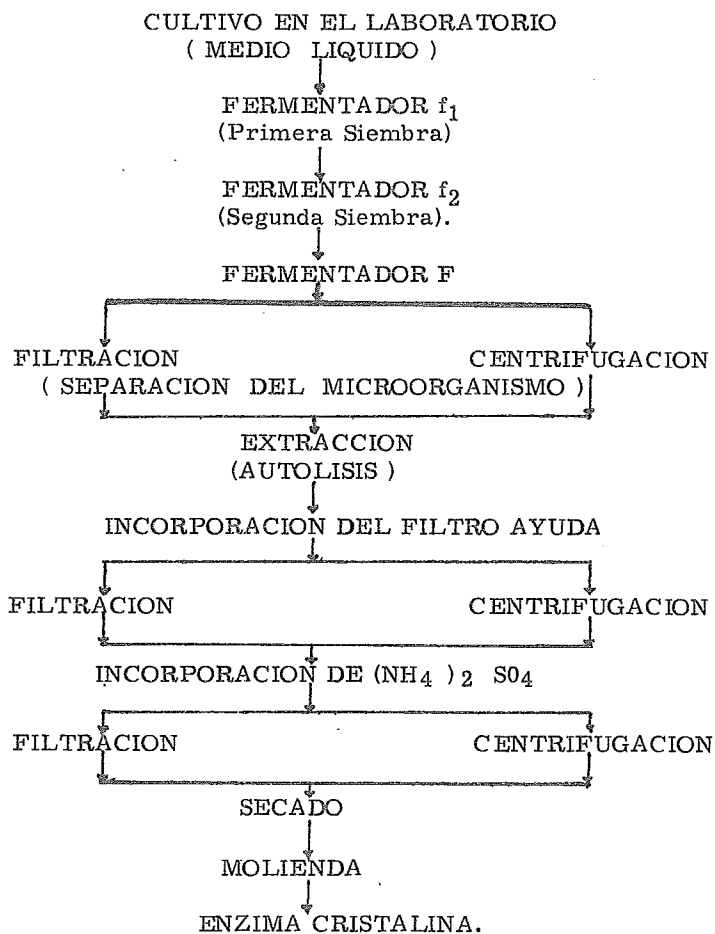 CULTIVO EN EL LABORATORIO
( MEDIO LIQUIDO )
FERMENTADOR f₁
(Primera Siembra)
FERMENTADOR f₂
(Segunda Siembra).
FERMENTADOR F
FILTRACION CENTRIFUGACION
( SEPARACION DEL MICROORGANISMO )
EXTRACCION
(AUTOLISIS )
INCORPORACION DEL FILTRO AYUDA
FILTRACION CENTRIFUGACION
INCORPORACION DE (NH₄ )₂ S0₄
FILTRACION CENTRIFUGACION
SECADO
MOLIENDA
ENZIMA CRISTALINA.